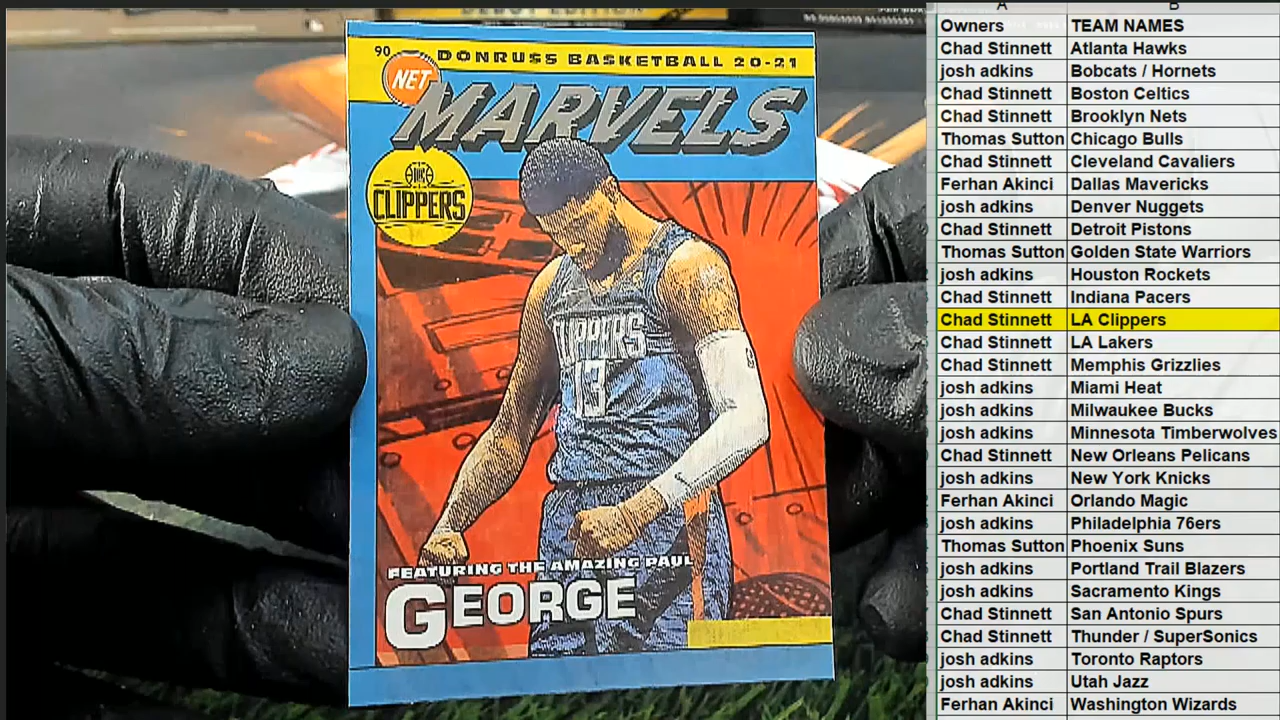 90
DONRUSS BASKETBALL 20-21
NET
MARVELS
CLIPPERS
CLIPPERS
13
FEATURING THE AMAZING PAUL
GEORGE
A B
Owners TEAM NAMES
Chad Stinnett Atlanta Hawks
josh adkins Bobcats / Hornets
Chad Stinnett Boston Celtics
Chad Stinnett Brooklyn Nets
Thomas Sutton Chicago Bulls
Chad Stinnett Cleveland Cavaliers
Ferhan Akinci Dallas Mavericks
josh adkins Denver Nuggets
Chad Stinnett Detroit Pistons
Thomas Sutton Golden State Warriors
josh adkins Houston Rockets
Chad Stinnett Indiana Pacers
Chad Stinnett LA Clippers
Chad Stinnett LA Lakers
Chad Stinnett Memphis Grizzlies
josh adkins Miami Heat
josh adkins Milwaukee Bucks
josh adkins Minnesota Timberwolves
Chad Stinnett New Orleans Pelicans
josh adkins New York Knicks
Ferhan Akinci Orlando Magic
josh adkins Philadelphia 76ers
Thomas Sutton Phoenix Suns
josh adkins Portland Trail Blazers
josh adkins Sacramento Kings
Chad Stinnett San Antonio Spurs
Chad Stinnett Thunder / SuperSonics
josh adkins Toronto Raptors
josh adkins Utah Jazz
Ferhan Akinci Washington Wizards